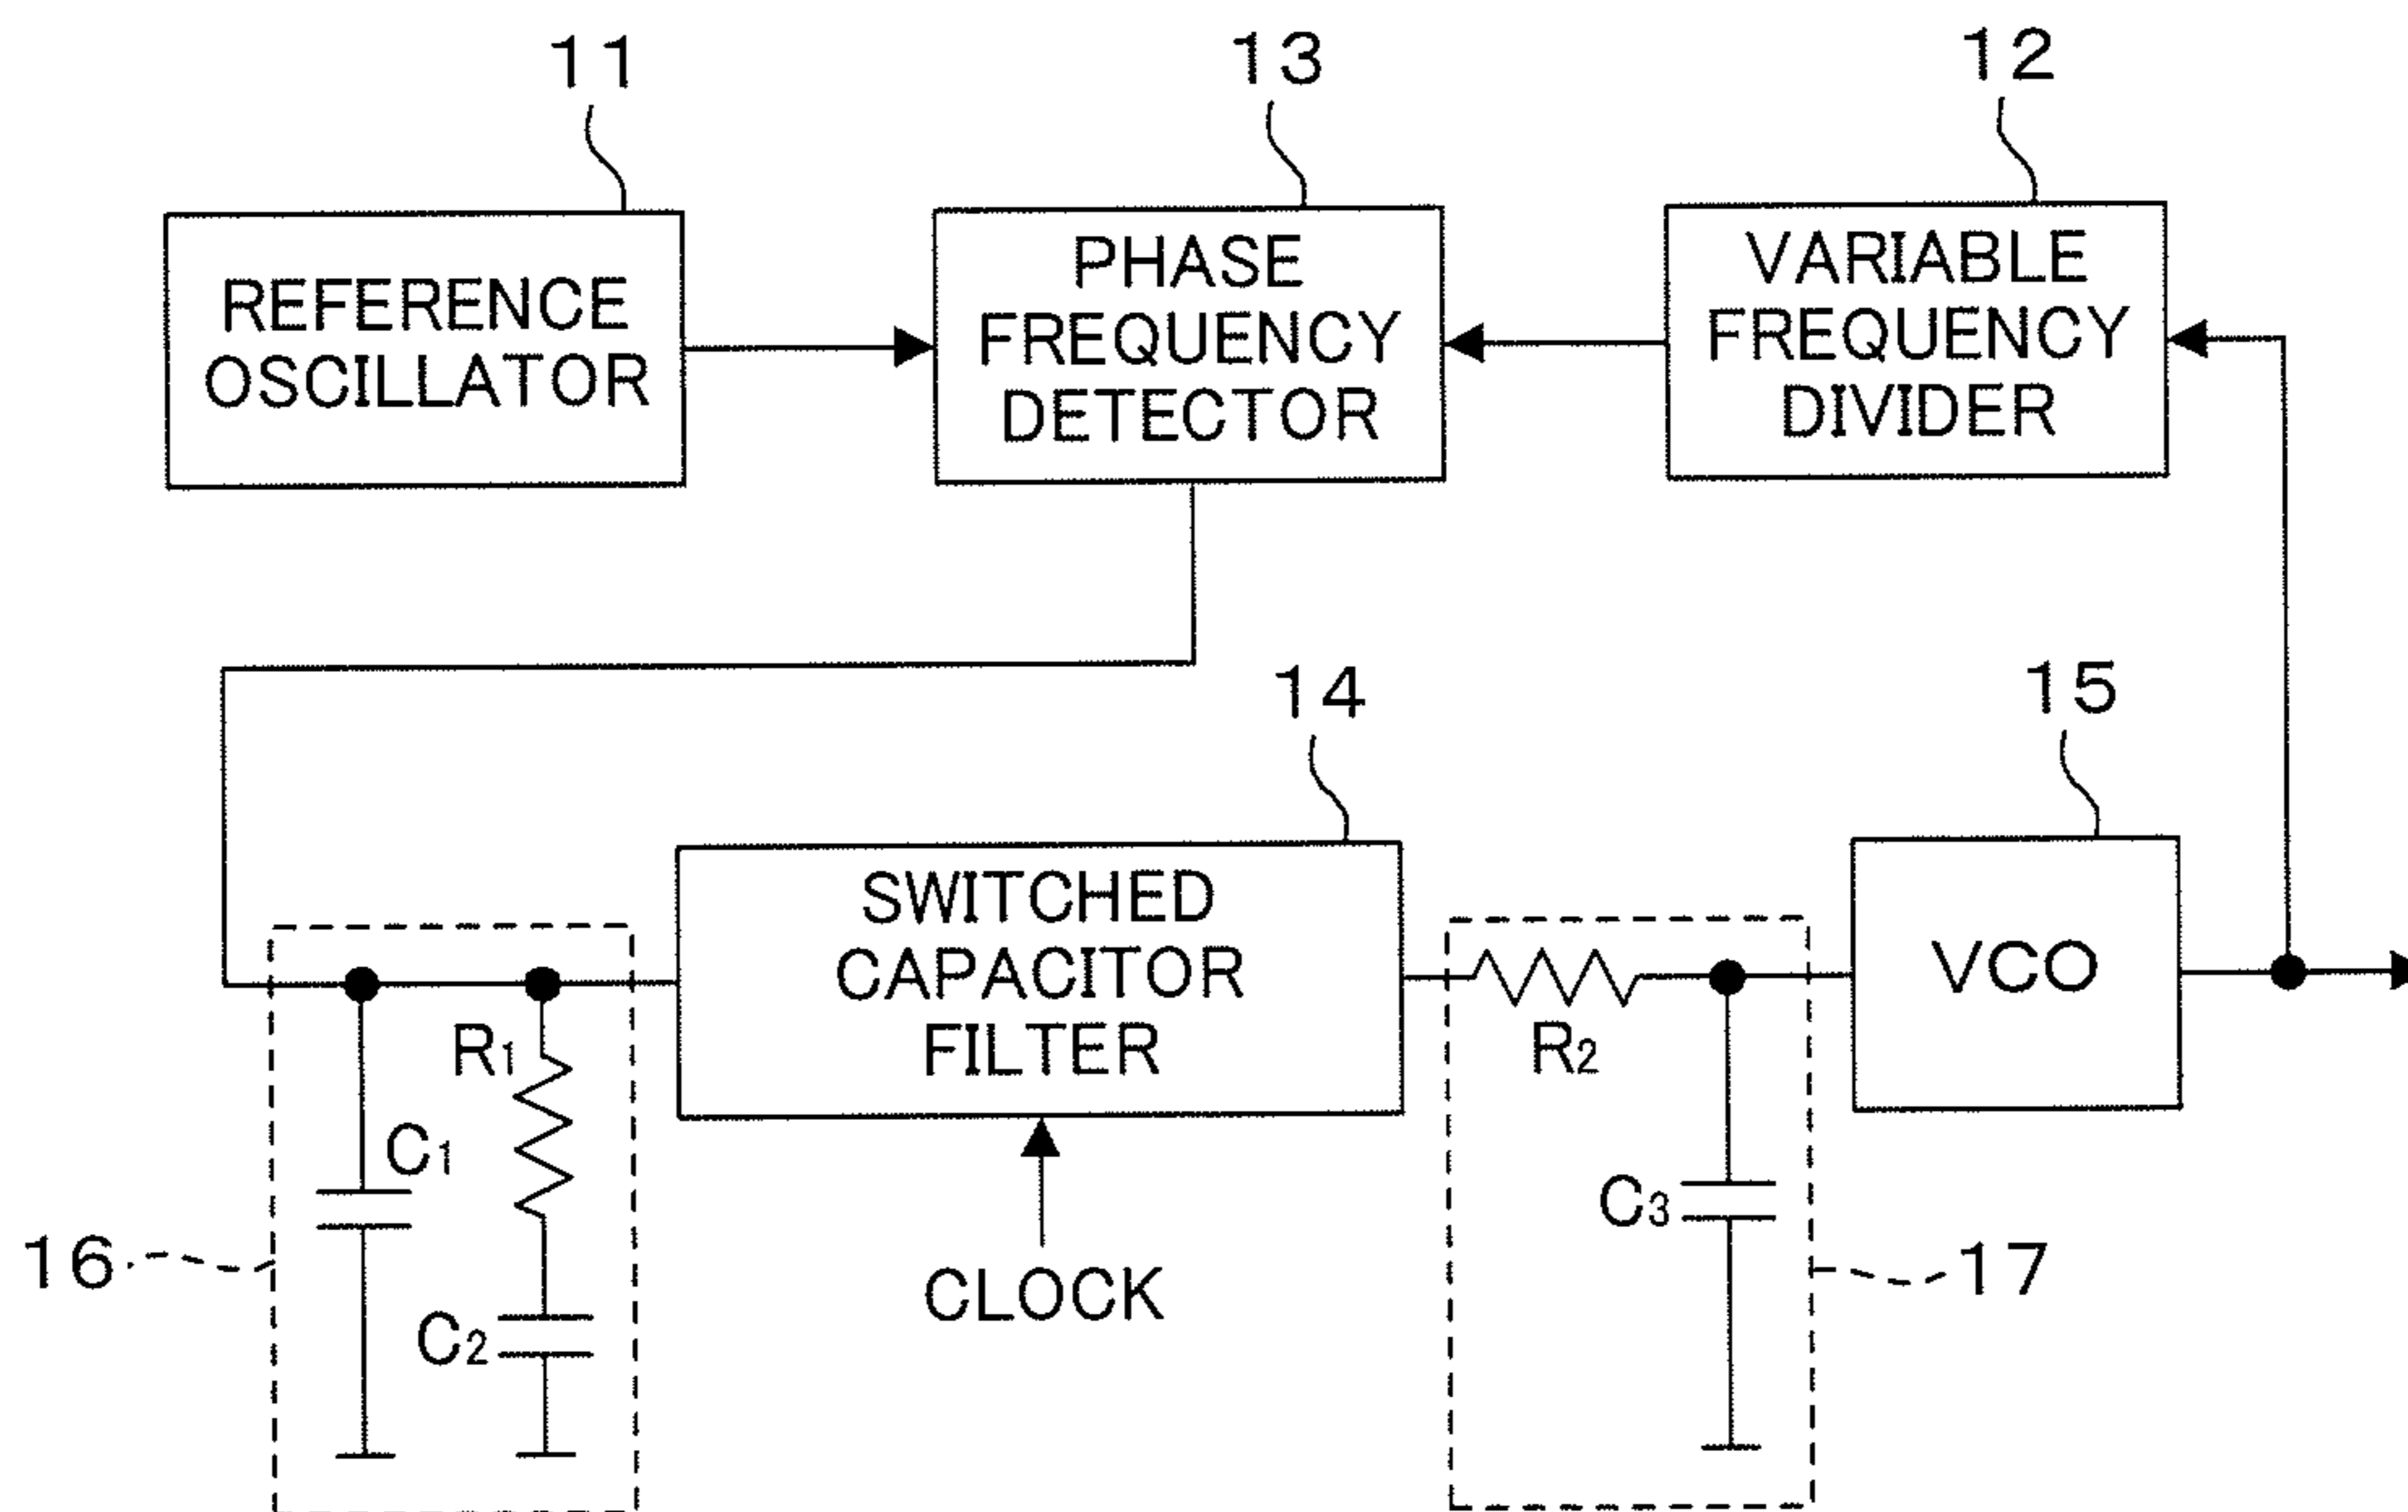 11
13
12
REFERENCE
OSCILLATOR
PHASE
FREQUENCY
DETECTOR
VARIABLE
FREQUENCY
DIVIDER
14
15
SWITCHED
CAPACITOR
FILTER
VCO
R1
R2
C1
C3
16
17
CLOCK
C2